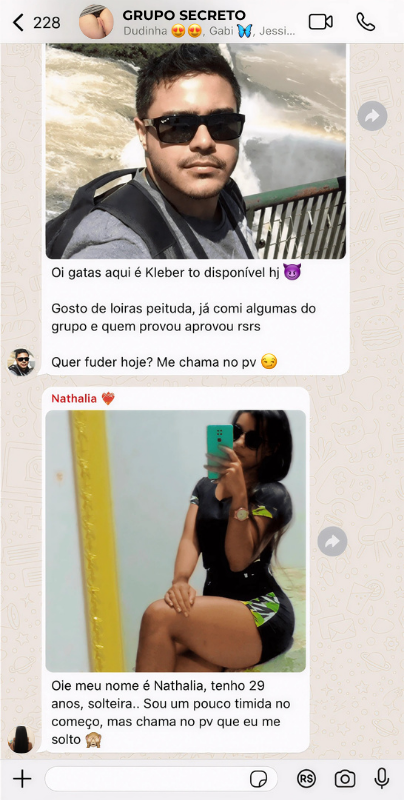 228
GRUPO SECRETO
Dudinha 😍😍, Gabi 🦋, Jessi...
Oi gatas aqui é Kleber to disponível hj 😈
Gosto de loiras peituda, já comi algumas do
grupo e quem provou aprovou rsrs
Quer fuder hoje? Me chama no pv 😏
Nathalia ❤️‍🔥
Oie meu nome é Nathalia, tenho 29
anos, solteira.. Sou um pouco timida no
começo, mas chama no pv que eu me
solto 🙈
R$